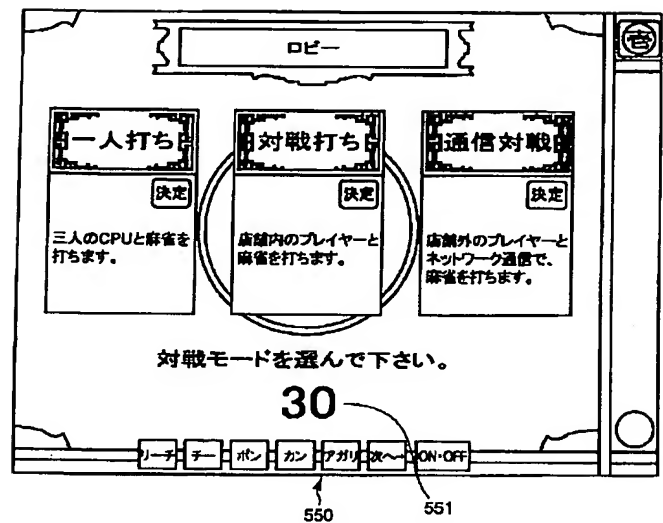 ロビー
壱
一人打ち
対戦打ち
通信対戦
決定
決定
決定
三人のCPUと麻雀を
打ちます。
店舗内のプレイヤーと
麻雀を打ちます。
店舗外のプレイヤーと
ネットワーク通信で、
麻雀を打ちます。
対戦モードを選んで下さい。
30
リーチ チー ポン カン アガリ 次へ→ ON・OFF
550
551